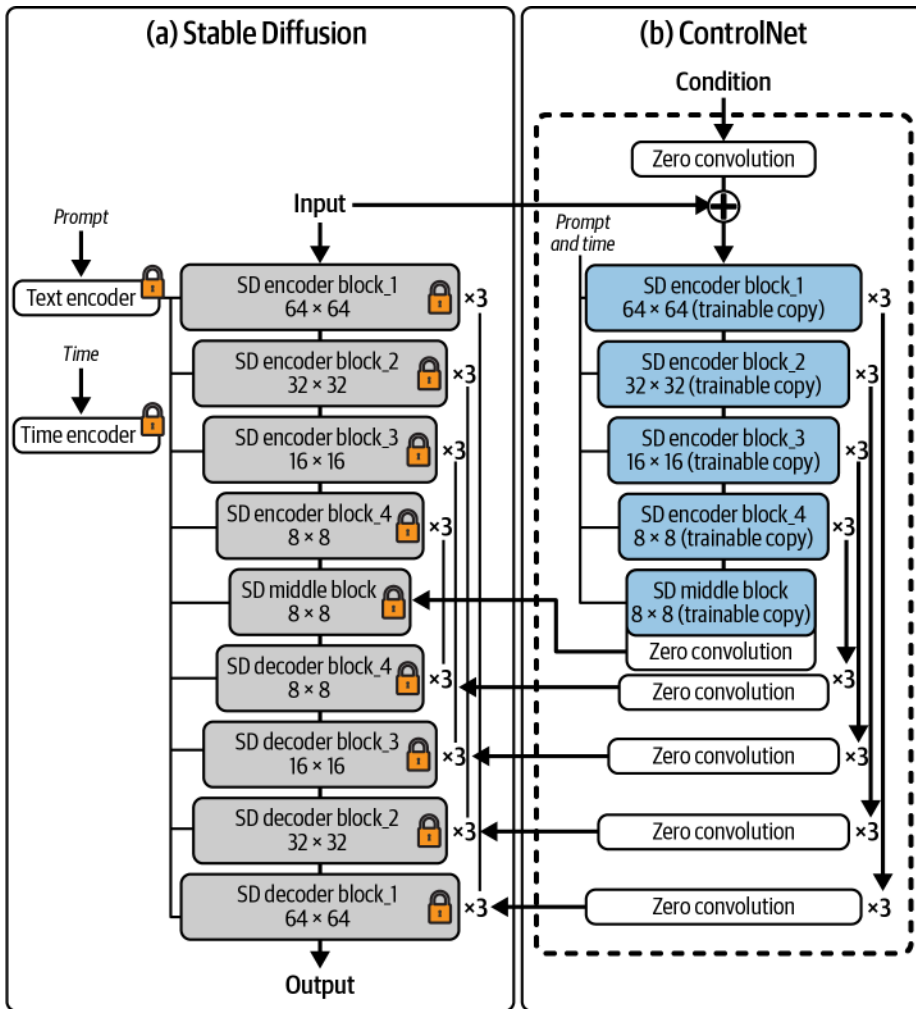 (a) Stable Diffusion
Input
Prompt
Text encoder
Time
Time encoder
SD encoder block_1
64 × 64
×3
SD encoder block_2
32 × 32
×3
SD encoder block_3
16 × 16
×3
SD encoder block_4
8 × 8
×3
SD middle block
8 × 8
SD decoder block_4
8 × 8
×3
SD decoder block_3
16 × 16
×3
SD decoder block_2
32 × 32
×3
SD decoder block_1
64 × 64
×3
Output
(b) ControlNet
Condition
Zero convolution
Prompt
and time
SD encoder block_1
64 × 64 (trainable copy)
×3
SD encoder block_2
32 × 32 (trainable copy)
×3
SD encoder block_3
16 × 16 (trainable copy)
×3
SD encoder block_4
8 × 8 (trainable copy)
×3
SD middle block
8 × 8 (trainable copy)
Zero convolution
Zero convolution
×3
Zero convolution
×3
Zero convolution
×3
Zero convolution
×3